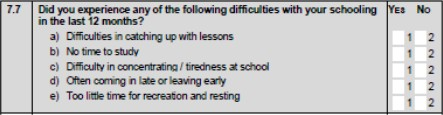 7.7 Did you experience any of the following difficulties with your schooling Yes No
in the last 12 months?
a) Difficulties in catching up with lessons 1 2
b) No time to study 1 2
c) Difficulty in concentrating / tiredness at school 1 2
d) Often coming in late or leaving early 1 2
e) Too little time for recreation and resting 1 2